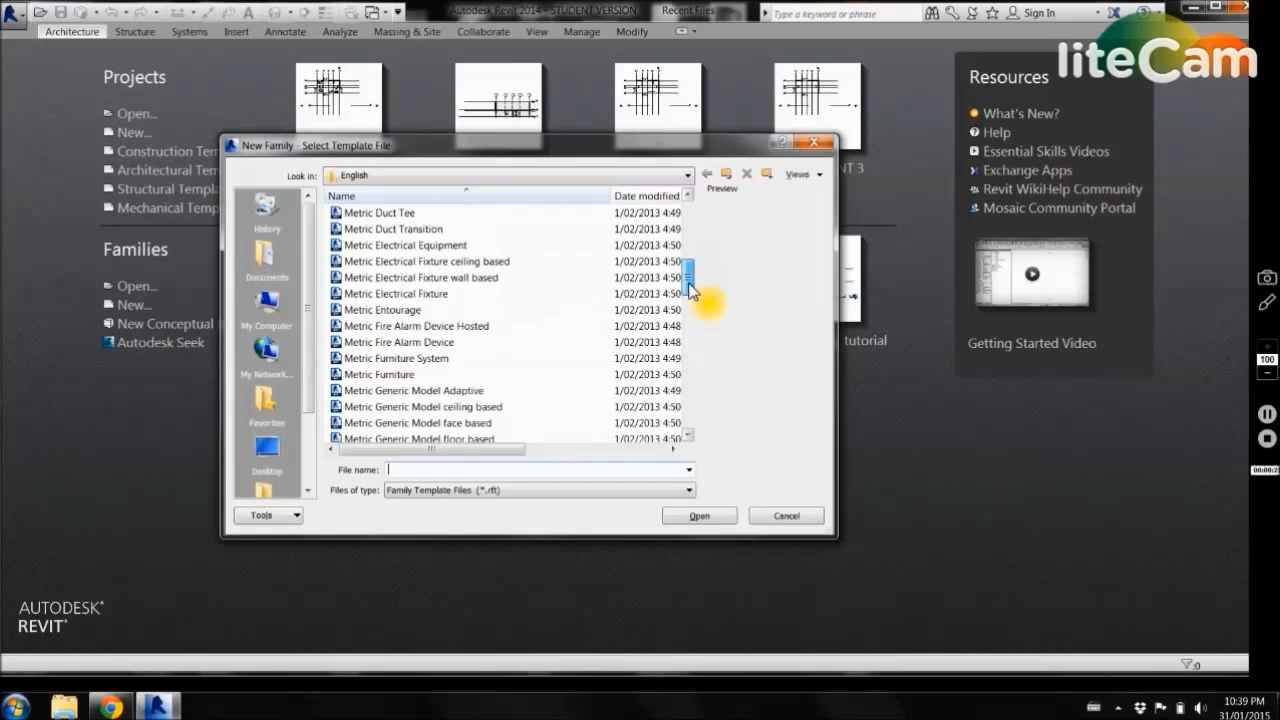 Autodesk Revit 2014 - STUDENT VERSION Recent Files
Type a keyword or phrase
Sign In
Architecture Structure Systems Insert Annotate Analyze Massing & Site Collaborate View Manage Modify
liteCam
Projects
Open...
New...
Construction Tem
Architectural Templ
Structural Templa
Mechanical Temp
Families
Open...
New...
New Conceptual
Autodesk Seek
NT 3
tutorial
Resources
What's New?
Help
Essential Skills Videos
Exchange Apps
Revit WikiHelp Community
Mosaic Community Portal
Getting Started Video
New Family - Select Template File
Look in: English
Views
Preview
Name Date modified
Metric Duct Tee 1/02/2013 4:49
Metric Duct Transition 1/02/2013 4:49
Metric Electrical Equipment 1/02/2013 4:50
Metric Electrical Fixture ceiling based 1/02/2013 4:50
Metric Electrical Fixture wall based 1/02/2013 4:50
Metric Electrical Fixture 1/02/2013 4:50
Metric Entourage 1/02/2013 4:50
Metric Fire Alarm Device Hosted 1/02/2013 4:48
Metric Fire Alarm Device 1/02/2013 4:48
Metric Furniture System 1/02/2013 4:49
Metric Furniture 1/02/2013 4:50
Metric Generic Model Adaptive 1/02/2013 4:49
Metric Generic Model ceiling based 1/02/2013 4:50
Metric Generic Model face based 1/02/2013 4:50
Metric Generic Model floor based 1/02/2013 4:50
History
Documents
My Computer
My Network...
Favorites
Desktop
File name:
Files of type: Family Template Files (*.rft)
Tools
Open
Cancel
100
00:00:2
AUTODESK®
REVIT®
:0
10:39 PM
31/01/2015